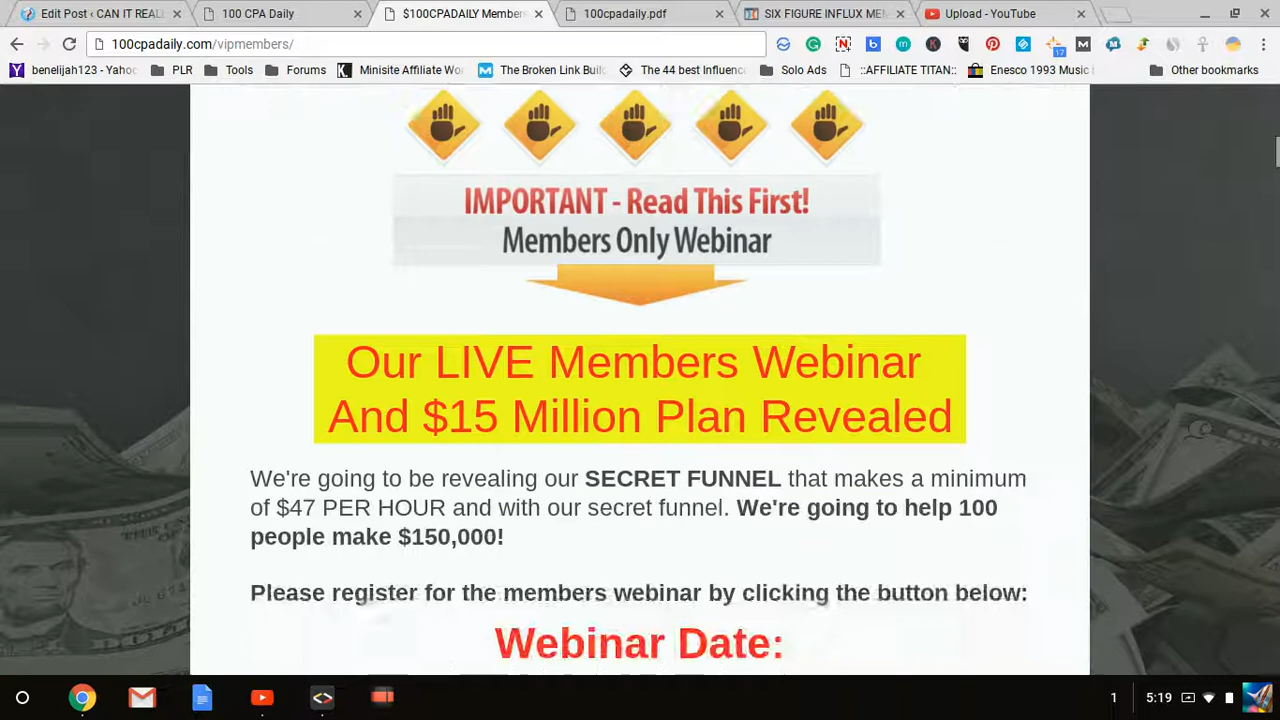 Edit Post ‹ CAN IT REAL
100 CPA Daily
$100CPADAILY Members
100cpadaily.pdf
SIX FIGURE INFLUX ME
Upload - YouTube
100cpadaily.com/vipmembers/
17
benelijah123 - Yahoo
PLR
Tools
Forums
Minisite Affiliate Wo
The Broken Link Buil
The 44 best Influenc
Solo Ads
::AFFILIATE TITAN::
Enesco 1993 Music b
Other bookmarks
IMPORTANT - Read This First!
Members Only Webinar
Our LIVE Members Webinar
And $15 Million Plan Revealed
We're going to be revealing our SECRET FUNNEL that makes a minimum
of $47 PER HOUR and with our secret funnel. We're going to help 100
people make $150,000!
Please register for the members webinar by clicking the button below:
Webinar Date:
1
5:19